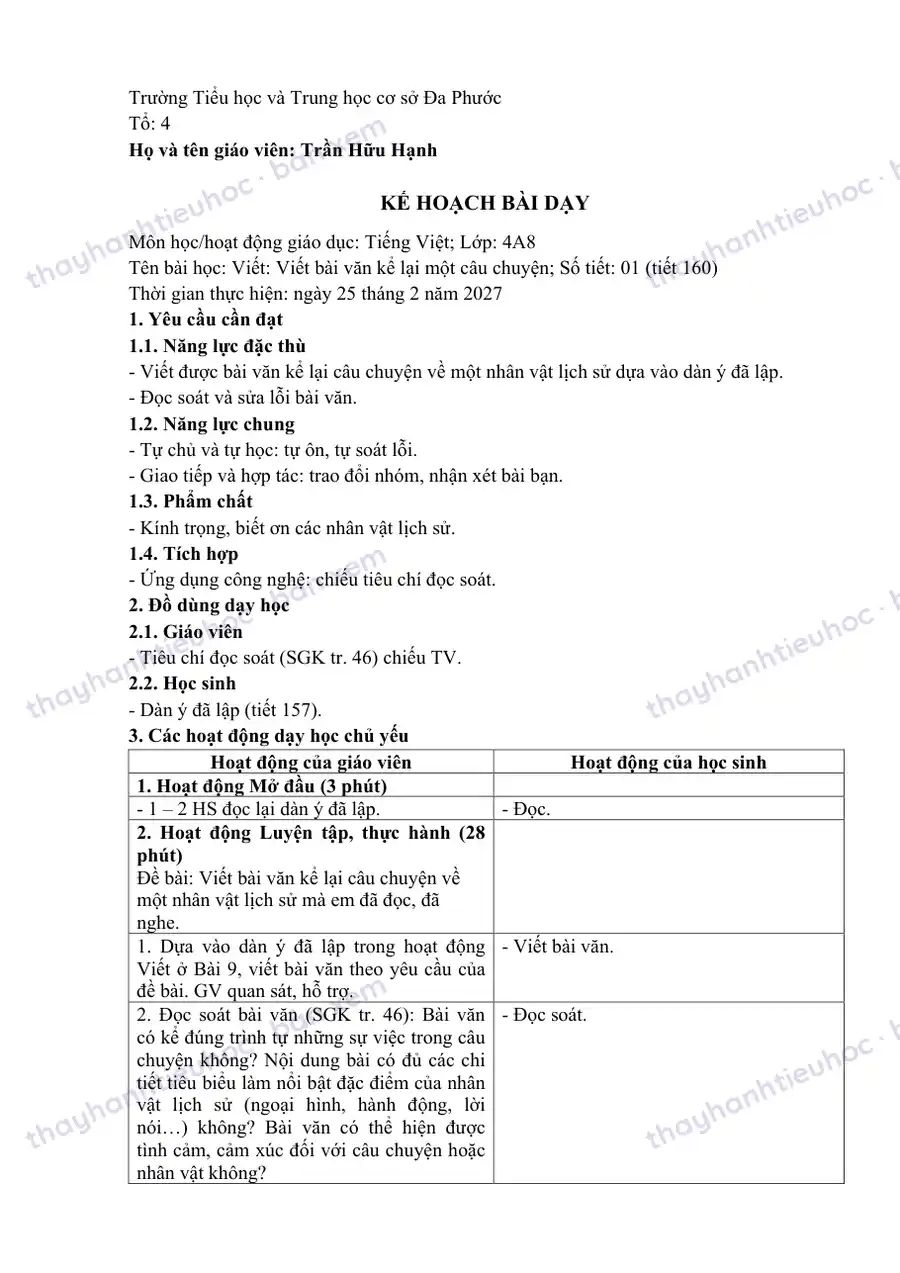 Trường Tiểu học và Trung học cơ sở Đa Phước
Tổ: 4
Họ và tên giáo viên: Trần Hữu Hạnh
KẾ HOẠCH BÀI DẠY
Môn học/hoạt động giáo dục: Tiếng Việt; Lớp: 4A8
Tên bài học: Viết: Viết bài văn kể lại một câu chuyện; Số tiết: 01 (tiết 160)
Thời gian thực hiện: ngày 25 tháng 2 năm 2027
1. Yêu cầu cần đạt
1.1. Năng lực đặc thù
- Viết được bài văn kể lại câu chuyện về một nhân vật lịch sử dựa vào dàn ý đã lập.
- Đọc soát và sửa lỗi bài văn.
1.2. Năng lực chung
- Tự chủ và tự học: tự ôn, tự soát lỗi.
- Giao tiếp và hợp tác: trao đổi nhóm, nhận xét bài bạn.
1.3. Phẩm chất
- Kính trọng, biết ơn các nhân vật lịch sử.
1.4. Tích hợp
- Ứng dụng công nghệ: chiếu tiêu chí đọc soát.
2. Đồ dùng dạy học
2.1. Giáo viên
- Tiêu chí đọc soát (SGK tr. 46) chiếu TV.
2.2. Học sinh
- Dàn ý đã lập (tiết 157).
3. Các hoạt động dạy học chủ yếu
Hoạt động của giáo viên
Hoạt động của học sinh
1. Hoạt động Mở đầu (3 phút)
- 1 – 2 HS đọc lại dàn ý đã lập.
- Đọc.
2. Hoạt động Luyện tập, thực hành (28
phút)
Đề bài: Viết bài văn kể lại câu chuyện về
một nhân vật lịch sử mà em đã đọc, đã
nghe.
1. Dựa vào dàn ý đã lập trong hoạt động
Viết ở Bài 9, viết bài văn theo yêu cầu của
đề bài. GV quan sát, hỗ trợ.
- Viết bài văn.
2. Đọc soát bài văn (SGK tr. 46): Bài văn
có kể đúng trình tự những sự việc trong câu
chuyện không? Nội dung bài có đủ các chi
tiết tiêu biểu làm nổi bật đặc điểm của nhân
vật lịch sử (ngoại hình, hành động, lời
nói…) không? Bài văn có thể hiện được
tình cảm, cảm xúc đối với câu chuyện hoặc
nhân vật không?
- Đọc soát.
thayhanhtieuhoc · bản xem
thayhanhtieuhoc · b
thayhanhtieuhoc · bản xem
thayhanhtieuhoc · b
thayhanhtieuhoc · bản xem
thayhanhtieuhoc · b